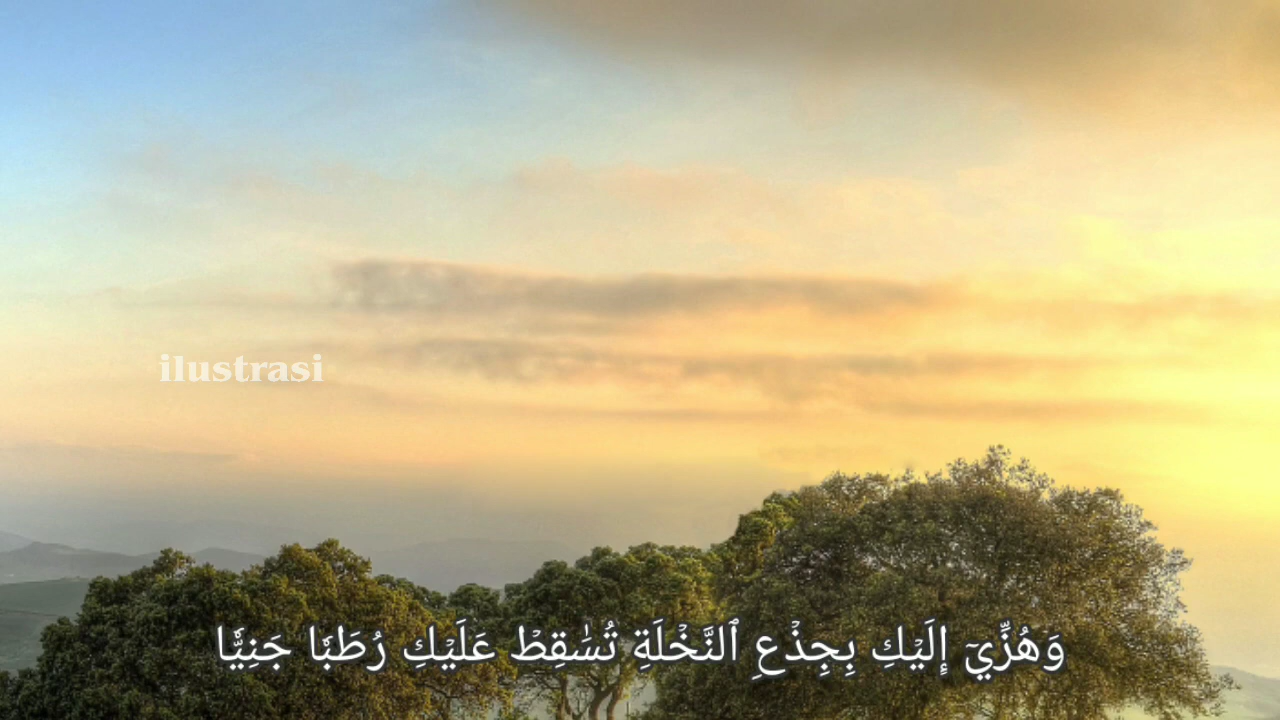 ilustrasi
وَهُزِّيٓ إِلَيۡكِ بِجِذۡعِ ٱلنَّخۡلَةِ تُسَٰقِطۡ عَلَيۡكِ رُطَبٗا جَنِيّٗا